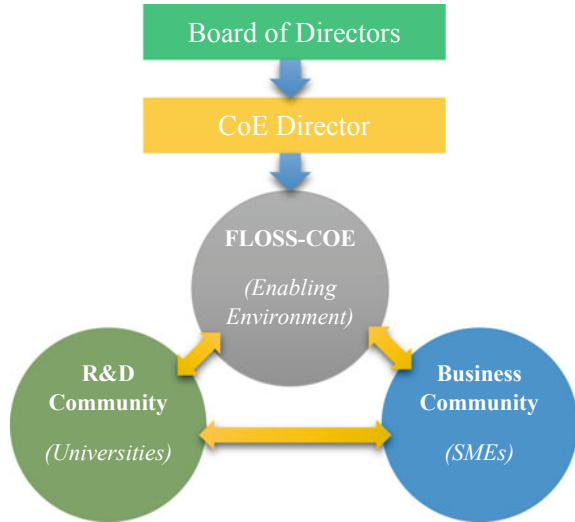 Board of Directors
CoE Director
FLOSS-COE
(Enabling
Environment)
R&D
Community
(Universities)
Business
Community
(SMEs)